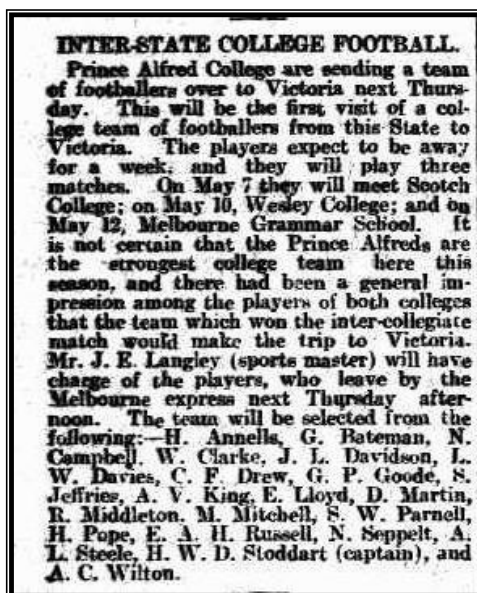 INTER-STATE COLLEGE FOOTBALL.
Prince Alfred College are sending a team
of footballers over to Victoria next Thurs-
day. This will be the first visit of a col-
lege team of footballers from this State to
Victoria. The players expect to be away
for a week, and they will play three
matches. On May 7 they will meet Scotch
College; on May 10, Wesley College; and on
May 12, Melbourne Grammar School. It
is not certain that the Prince Alfreds are
the strongest college team here this
season, and there had been a general im-
pression among the players of both colleges
that the team which won the inter-collegiate
match would make the trip to Victoria.
Mr. J. E. Langley (sports master) will have
charge of the players, who leave by the
Melbourne express next Thursday after-
noon. The team will be selected from the
following:—H. Annells, G. Bateman, N.
Campbell, W. Clarke, J. L. Davidson, L.
W. Davies, C. F. Drew, G. P. Goode, S.
Jeffries, A. V. King, E. Lloyd, D. Martin,
R. Middleton, M. Mitchell, S. W. Parnell,
H. Pope, E. A. H. Russell, N. Seppelt, A.
L. Steele, H. W. D. Stoddart (captain), and
A. C. Wilton.